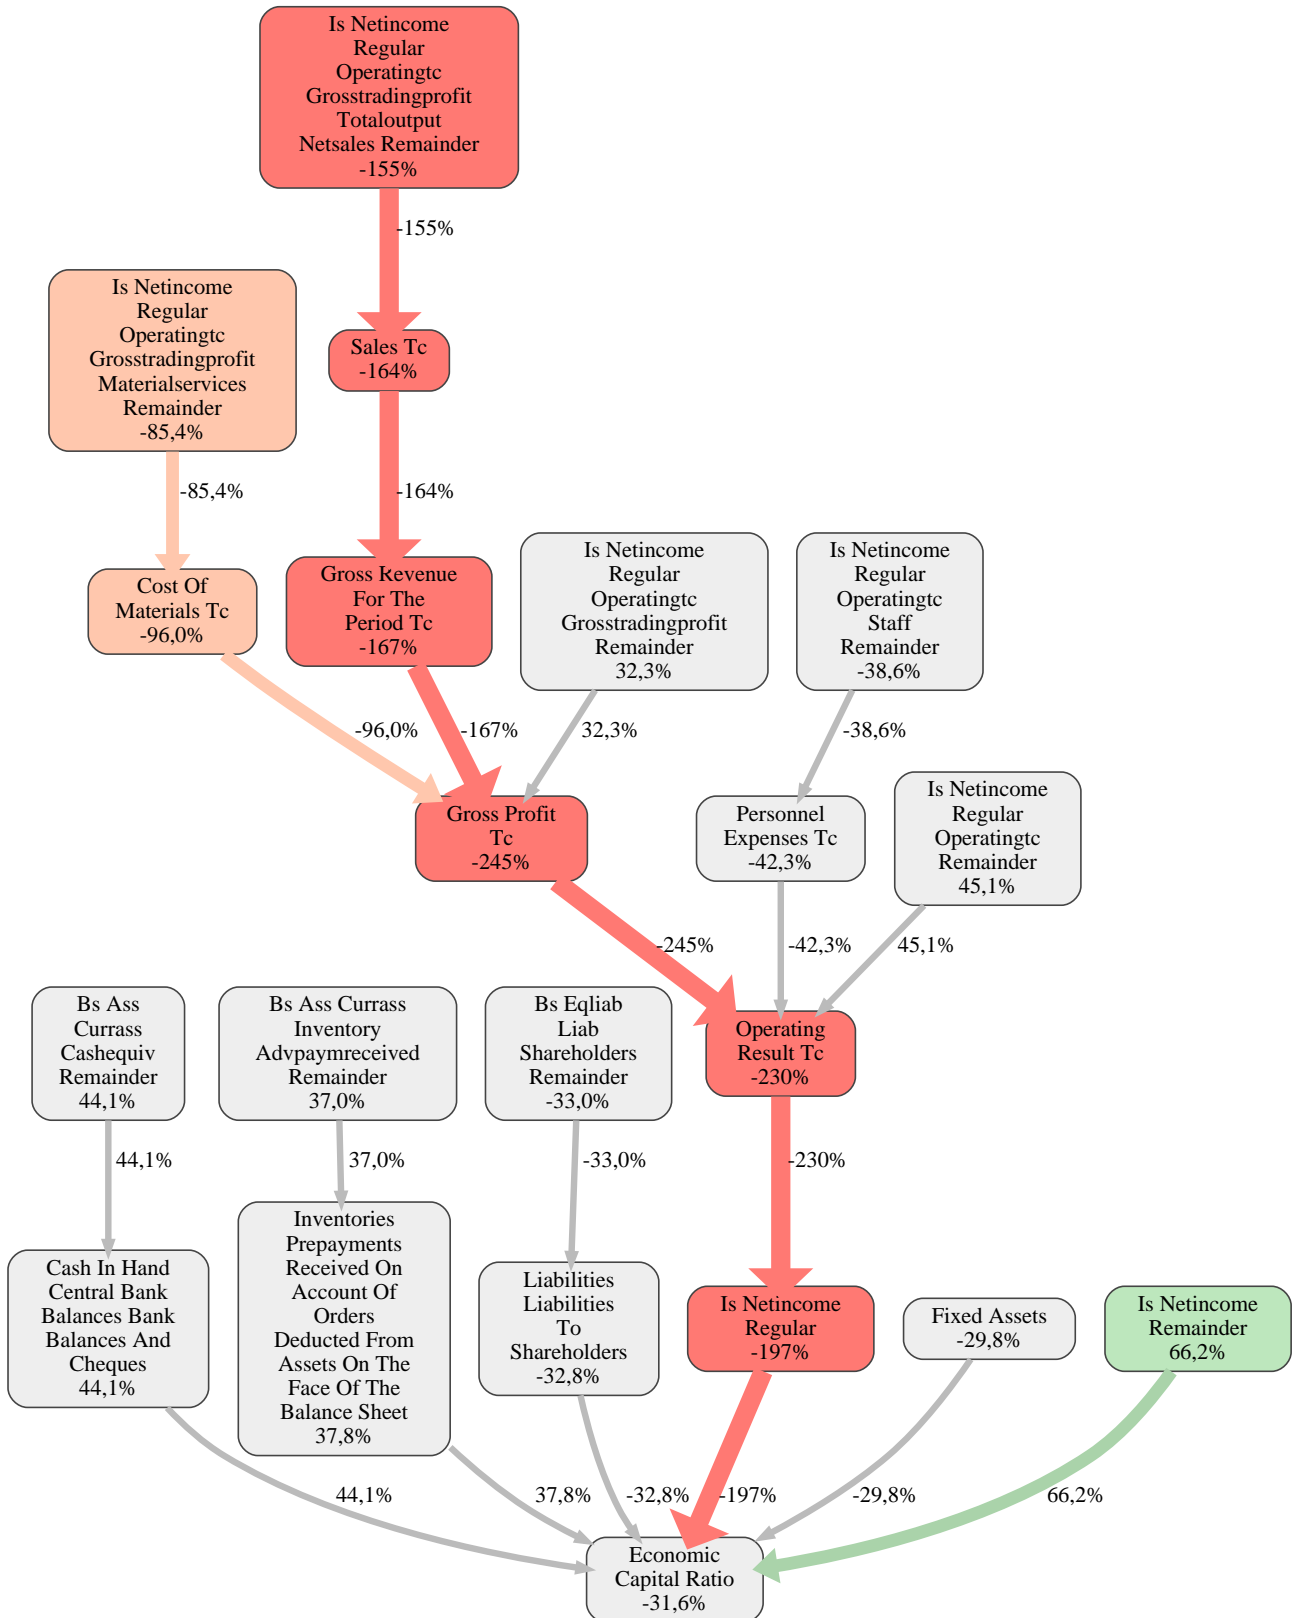 Is Netincome
Regular
Operatingtc
Grosstradingprofit
Totaloutput
Netsales Remainder
-155%
-155%
Is Netincome
Regular
Operatingtc
Grosstradingprofit
Materialservices
Remainder
-85,4%
Sales Tc
-164%
-85,4%
-164%
Is Netincome
Regular
Operatingtc
Grosstradingprofit
Remainder
32,3%
Is Netincome
Regular
Operatingtc
Staff
Remainder
-38,6%
Cost Of
Materials Tc
-96,0%
Gross Revenue
For The
Period Tc
-167%
-96,0%
-167%
32,3%
-38,6%
Gross Profit
Tc
-245%
Personnel
Expenses Tc
-42,3%
Is Netincome
Regular
Operatingtc
Remainder
45,1%
-245%
-42,3%
45,1%
Bs Ass
Currass
Cashequiv
Remainder
44,1%
Bs Ass Currass
Inventory
Advpaymreceived
Remainder
37,0%
Bs Eqliab
Liab
Shareholders
Remainder
-33,0%
Operating
Result Tc
-230%
44,1%
37,0%
-33,0%
-230%
Cash In Hand
Central Bank
Balances Bank
Balances And
Cheques
44,1%
Inventories
Prepayments
Received On
Account Of
Orders
Deducted From
Assets On The
Face Of The
Balance Sheet
37,8%
Liabilities
Liabilities
To
Shareholders
-32,8%
Is Netincome
Regular
-197%
Fixed Assets
-29,8%
Is Netincome
Remainder
66,2%
44,1%
37,8%
-32,8%
-197%
-29,8%
66,2%
Economic
Capital Ratio
-31,6%